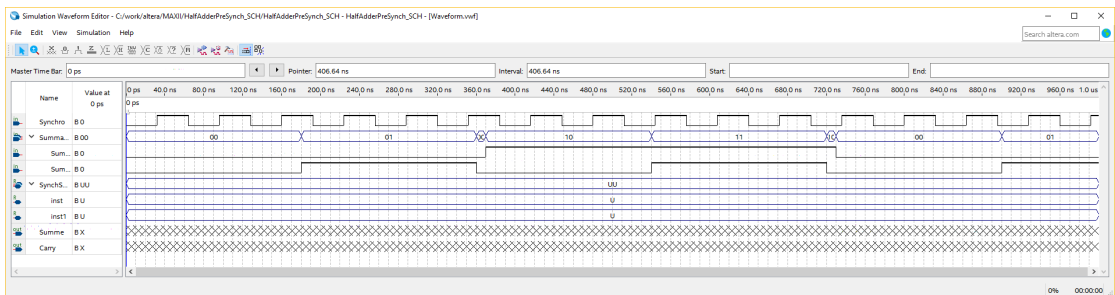 Simulation Waveform Editor - C:/work/altera/MAXII/HalfAdderPreSynch_SCH/HalfAdderPreSynch_SCH - HalfAdderPreSynch_SCH - [Waveform.vwf]
File Edit View Simulation Help
Search altera.com
Master Time Bar: 0 ps Pointer: 406.64 ns Interval: 406.64 ns Start: End:
Name Value at 0 ps
0 ps 40.0 ns 80.0 ns 120.0 ns 160.0 ns 200.0 ns 240.0 ns 280.0 ns 320.0 ns 360.0 ns 400.0 ns 440.0 ns 480.0 ns 520.0 ns 560.0 ns 600.0 ns 640.0 ns 680.0 ns 720.0 ns 760.0 ns 800.0 ns 840.0 ns 880.0 ns 920.0 ns 960.0 ns 1.0 us
0 ps
Synchro B 0
Summa... B 00 00 01 10 11 00 01
Sum... B 0
Sum... B 0
SynchS... B UU UU
inst B U U
inst1 B U U
Summe B X
Carry B X
0% 00:00:00